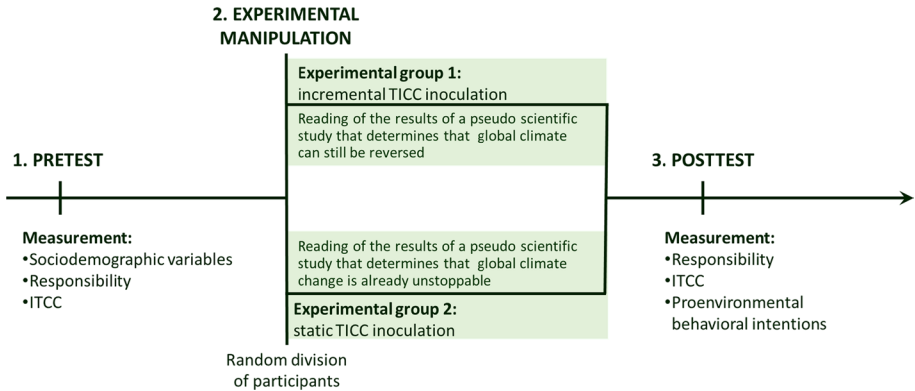 2. EXPERIMENTAL
MANIPULATION
Experimental group 1:
incremental TICC inoculation
Reading of the results of a pseudo scientific
study that determines that global climate
can still be reversed
1. PRETEST
3. POSTTEST
Measurement:
•Sociodemographic variables
•Responsibility
•ITCC
Reading of the results of a pseudo scientific
study that determines that global climate
change is already unstoppable
Experimental group 2:
static TICC inoculation
Random division
of participants
Measurement:
•Responsibility
•ITCC
•Proenvironmental
behavioral intentions